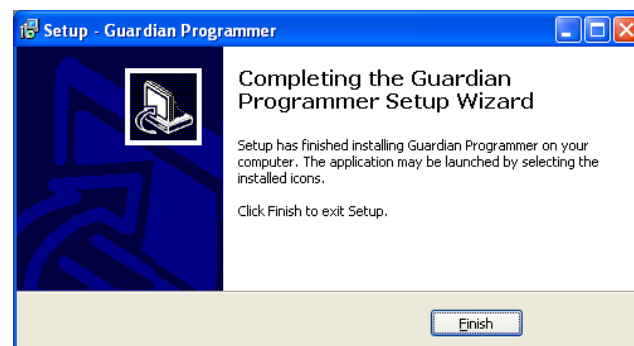 Setup - Guardian Programmer
Completing the Guardian
Programmer Setup Wizard
Setup has finished installing Guardian Programmer on your
computer. The application may be launched by selecting the
installed icons.
Click Finish to exit Setup.
Finish